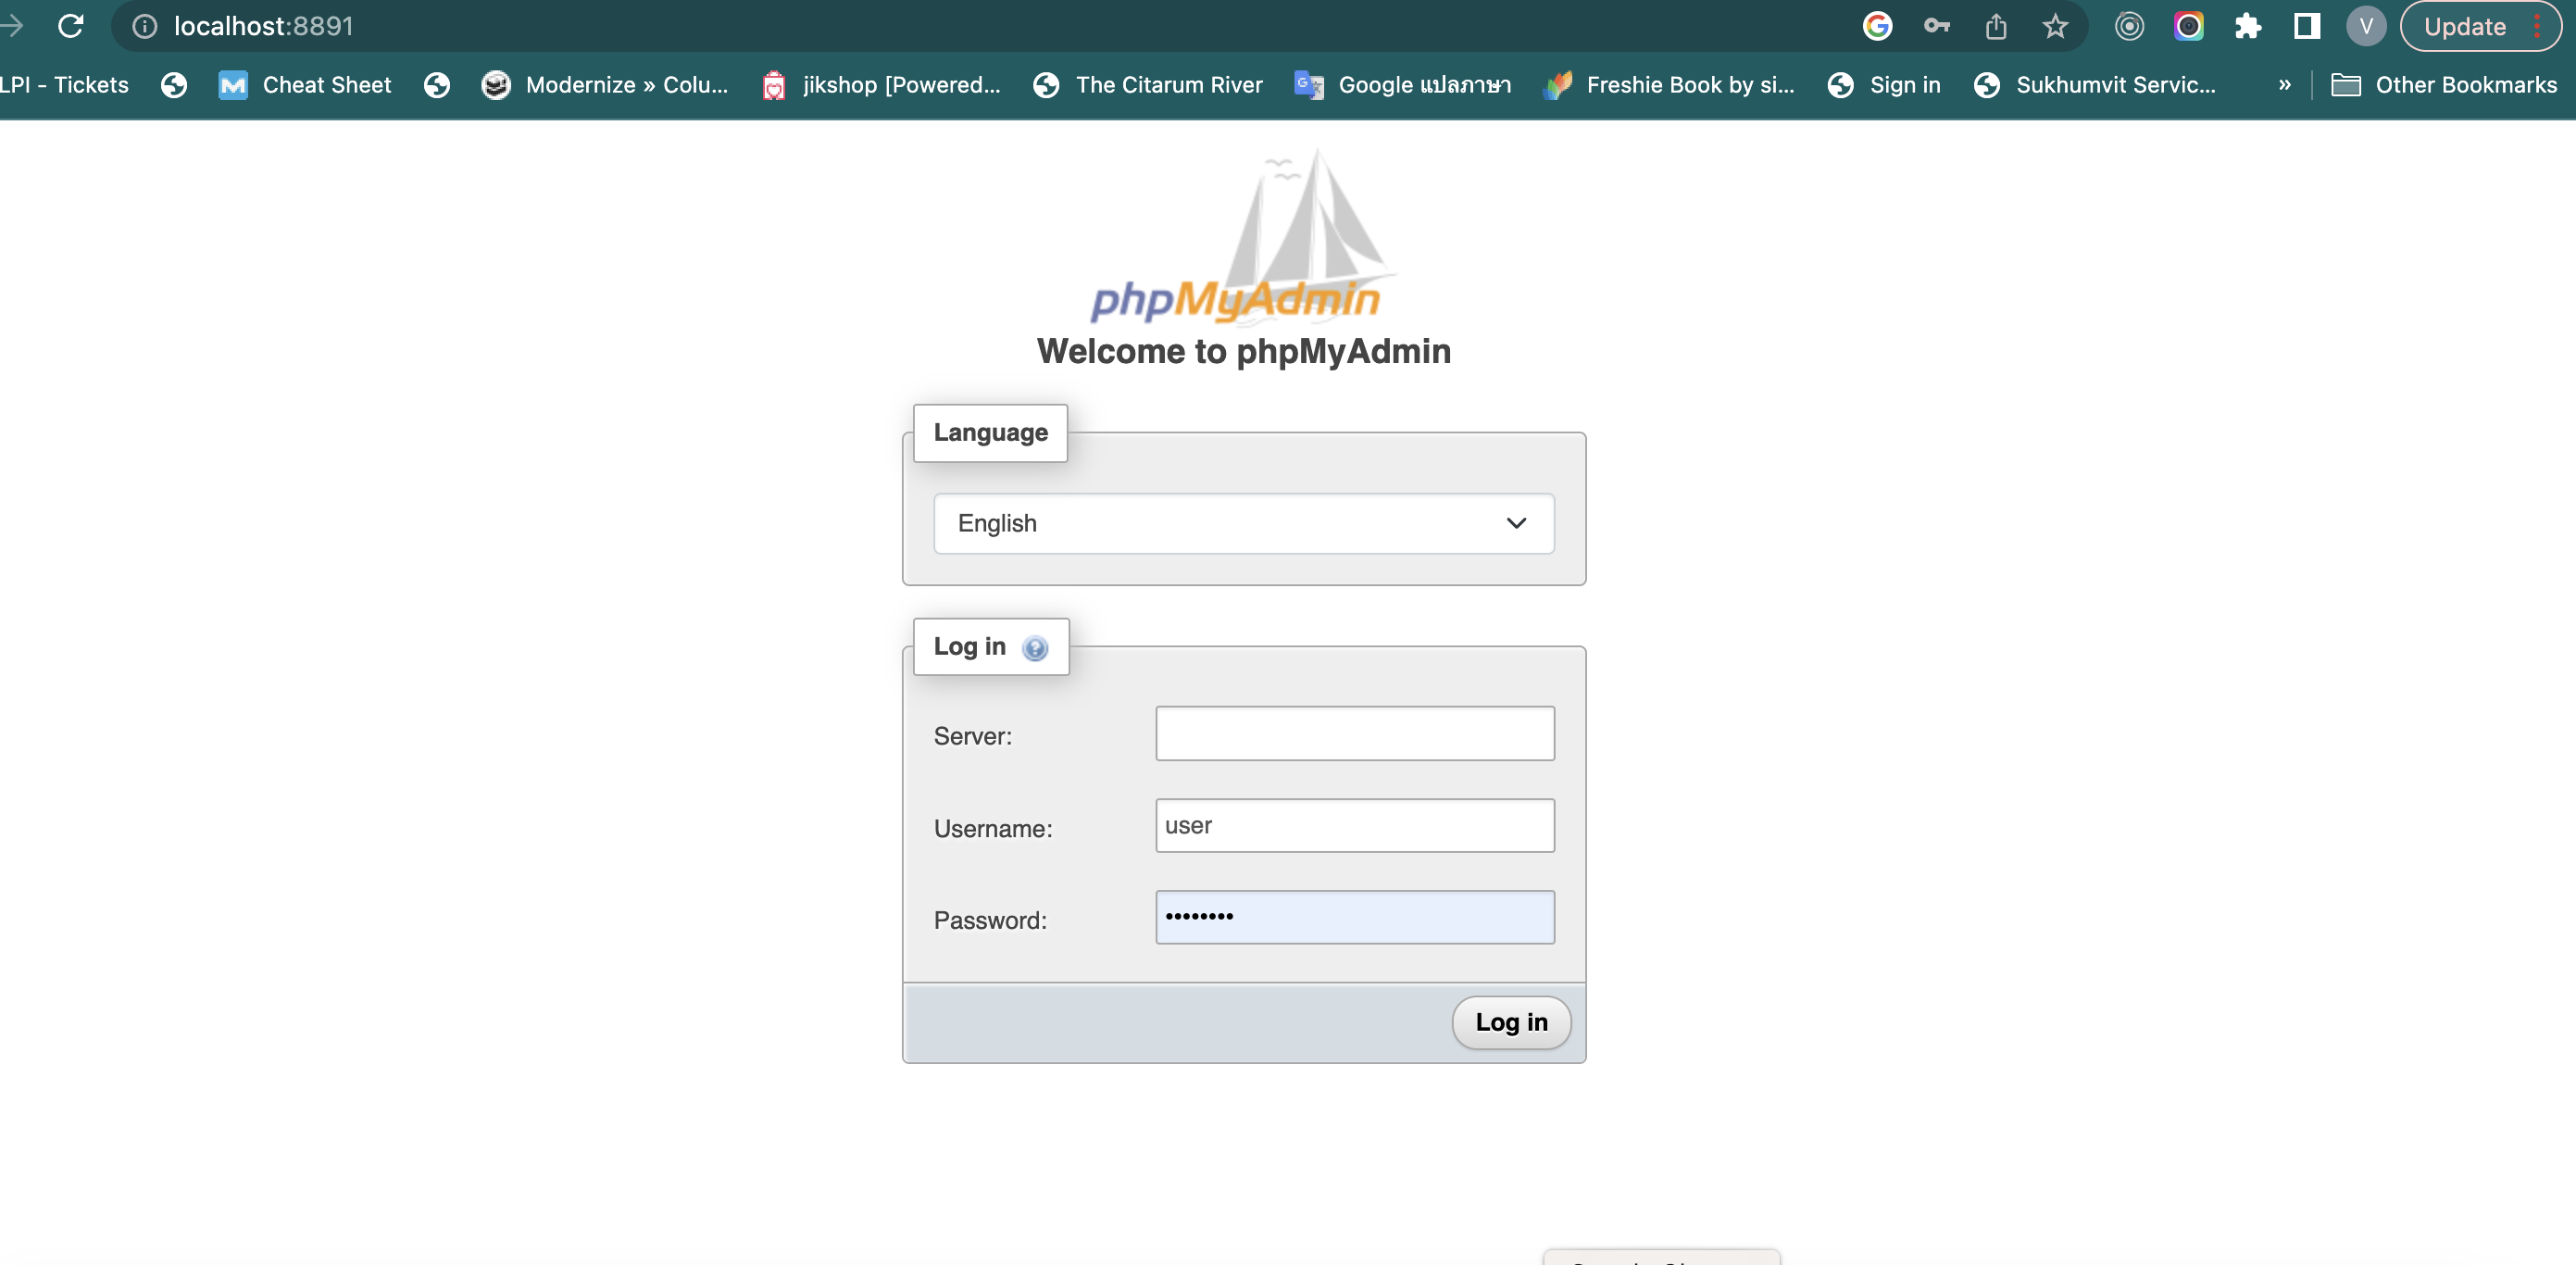 localhost:8891
Update
LPI - Tickets
Cheat Sheet
Modernize » Colu...
jikshop [Powered...
The Citarum River
Google แปลภาษา
Freshie Book by si...
Sign in
Sukhumvit Servic...
»
Other Bookmarks
V
phpMyAdmin
Welcome to phpMyAdmin
Language
English
Log in
Server:
Username:
user
Password:
Log in